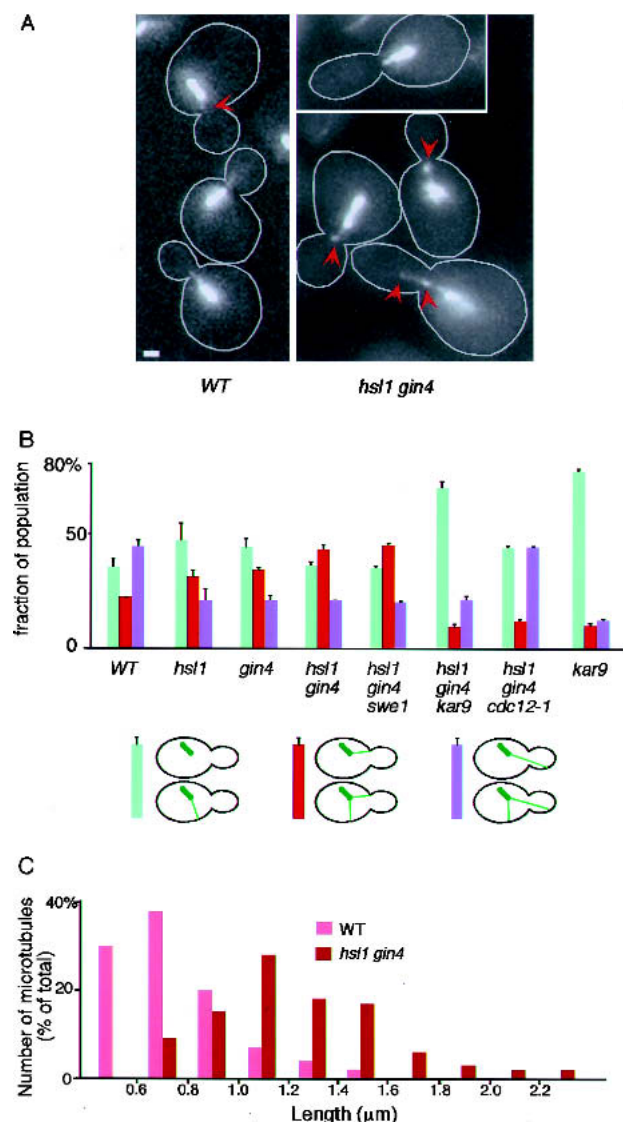 A
WT
hsl1 gin4
B
80%
50
0
fraction of population
WT
hsl1
gin4
hsl1 gin4
hsl1 gin4 swe1
hsl1 gin4 kar9
hsl1 gin4 cdc12-1
kar9
C
40%
20
0
Number of microtubules
(% of total)
WT
hsl1 gin4
0.6 0.8 1.0 1.2 1.4 1.6 1.8 2.0 2.2
Length (μm)